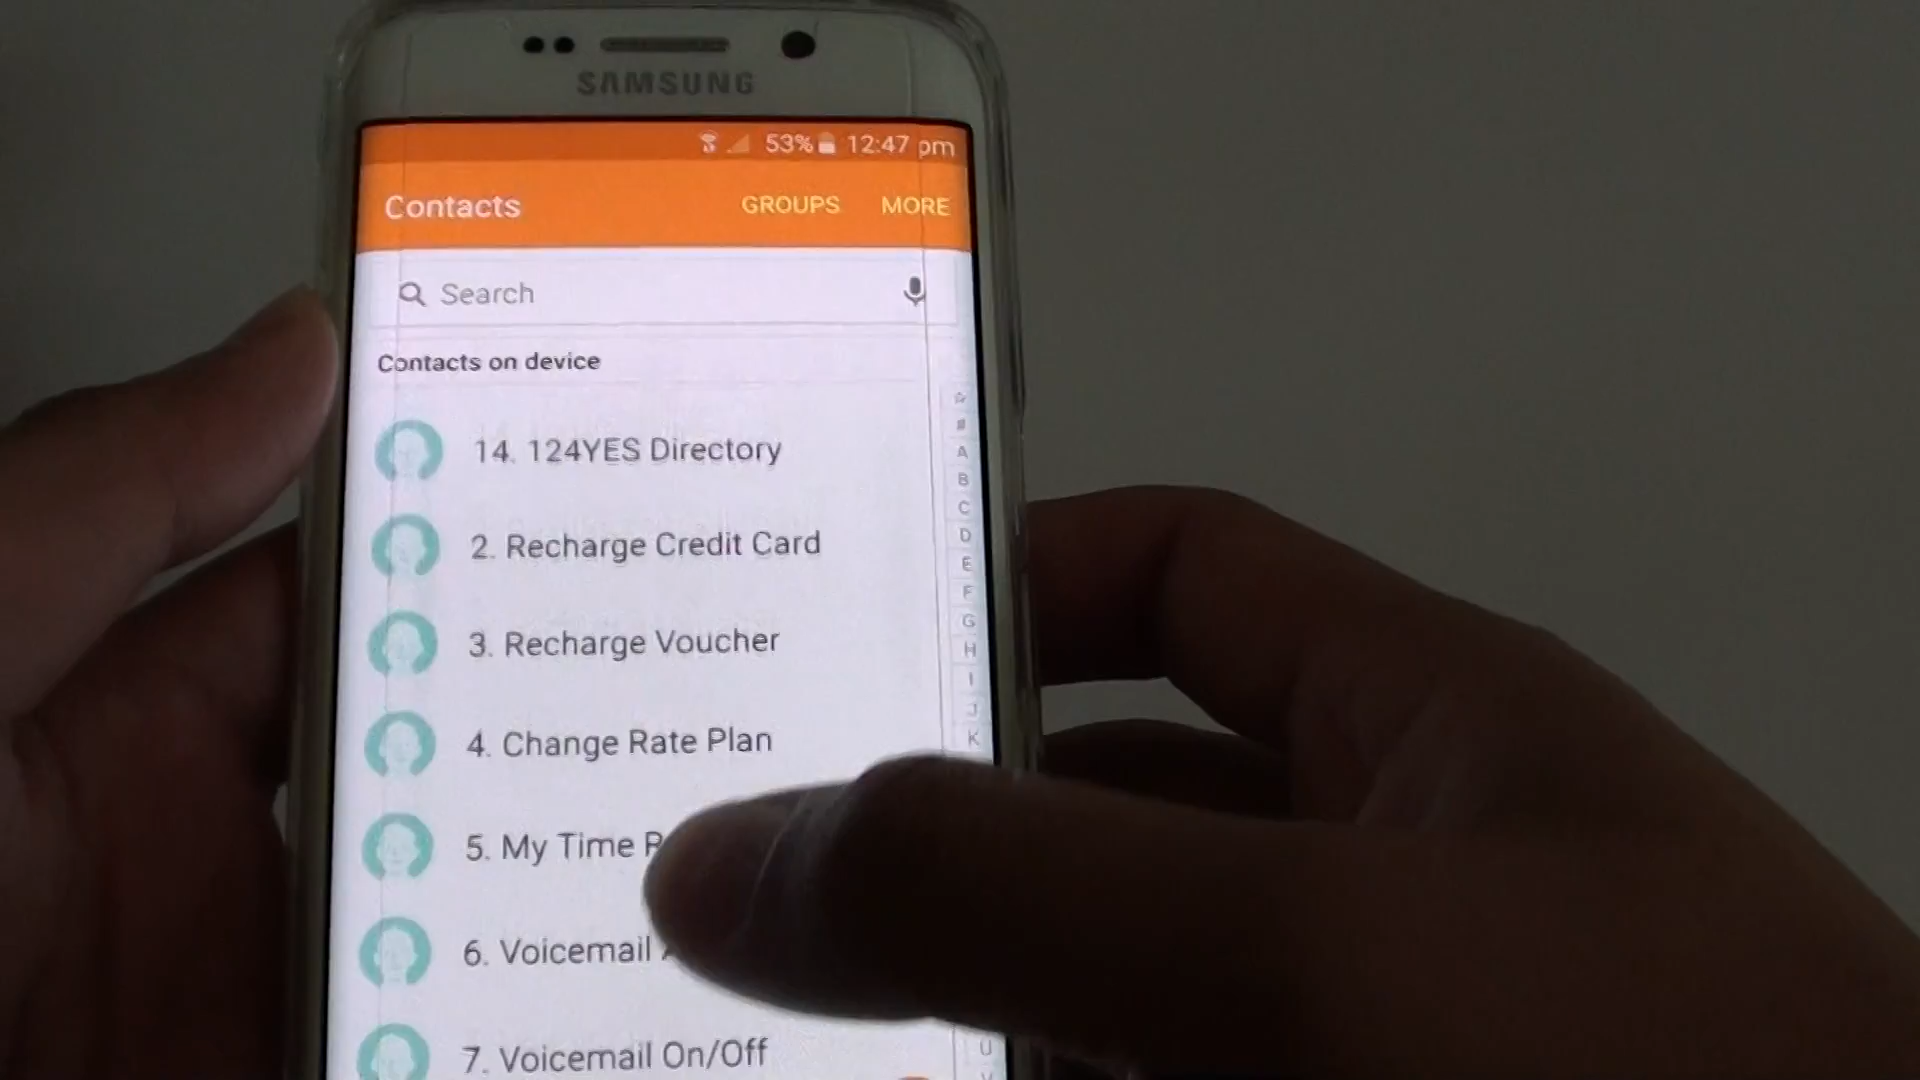 SAMSUNG
53% 12:47 pm
Contacts GROUPS MORE
Search
Contacts on device
14. 124YES Directory
2. Recharge Credit Card
3. Recharge Voucher
4. Change Rate Plan
5. My Time
6. Voicemail
7. Voicemail On/Off
#
A
B
C
D
E
F
G
H
I
J
K
U
V